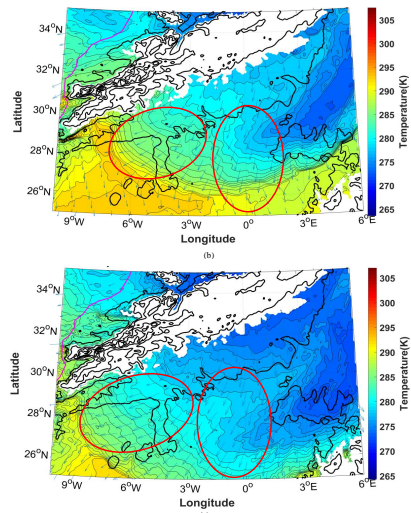 34°N
32°N
30°N
28°N
26°N
Latitude
9°W 6°W 3°W 0° 3°E 6°E
Longitude
305
300
295
290
285
280
275
270
265
Temperature(K)
(b)
34°N
32°N
30°N
28°N
26°N
Latitude
9°W 6°W 3°W 0° 3°E 6°E
Longitude
305
300
295
290
285
280
275
270
265
Temperature(K)